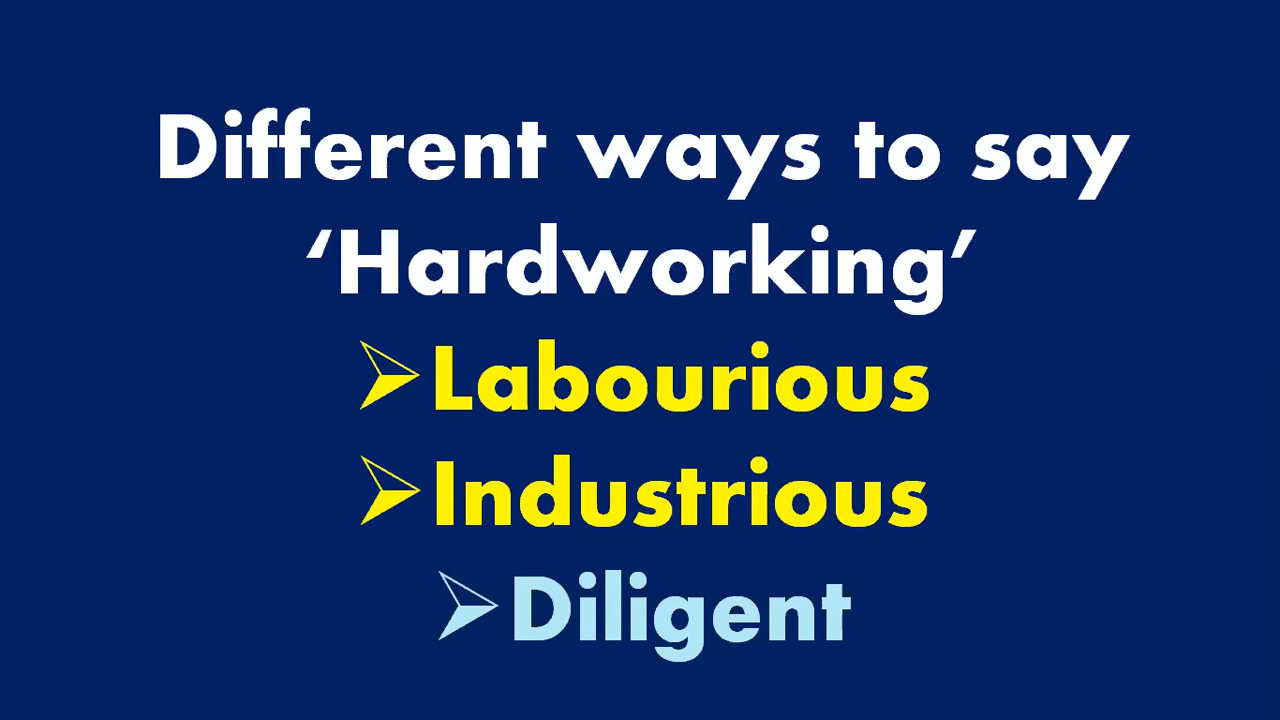 Different ways to say
‘Hardworking’
➢Labourious
➢Industrious
➢Diligent